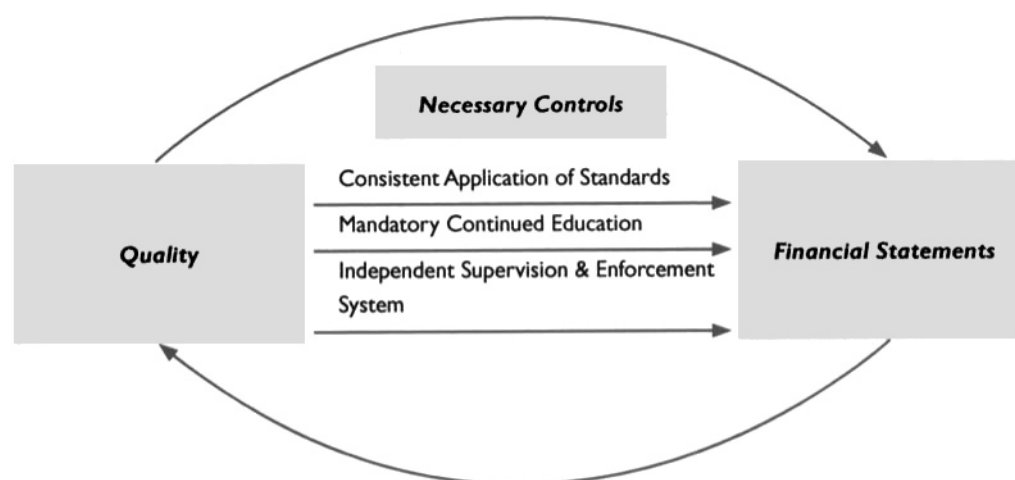 Necessary Controls
Consistent Application of Standards
Mandatory Continued Education
Independent Supervision & Enforcement
System
Quality
Financial Statements